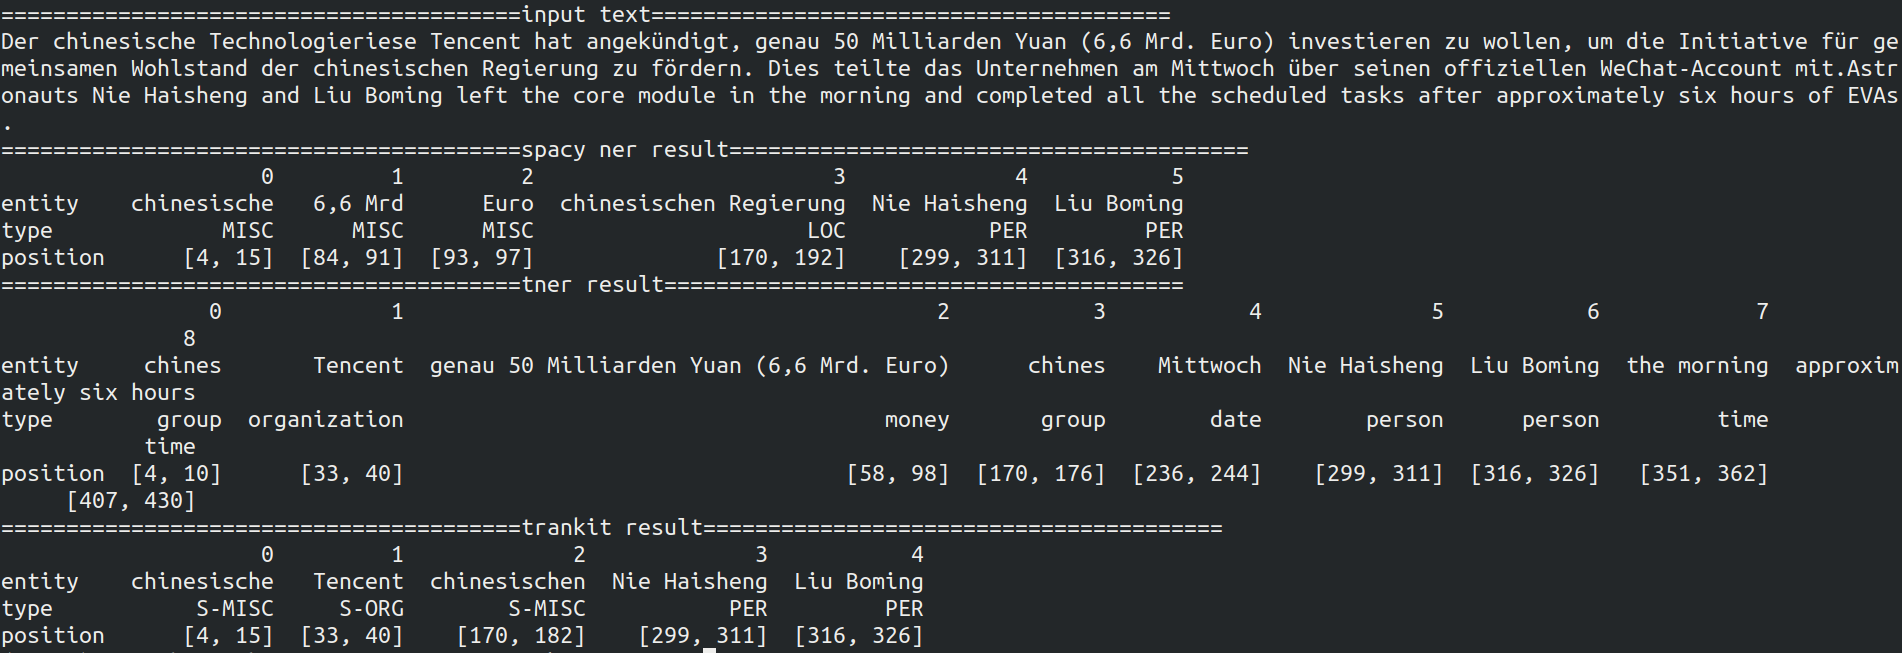 ========================================input text========================================
Der chinesische Technologieriese Tencent hat angekündigt, genau 50 Milliarden Yuan (6,6 Mrd. Euro) investieren zu wollen, um die Initiative für ge
meinsamen Wohlstand der chinesischen Regierung zu fördern. Dies teilte das Unternehmen am Mittwoch über seinen offiziellen WeChat-Account mit.Astr
onauts Nie Haisheng and Liu Boming left the core module in the morning and completed all the scheduled tasks after approximately six hours of EVAs
.
========================================spacy ner result========================================
                    0         1         2                       3             4           5
entity    chinesische   6,6 Mrd      Euro  chinesischen Regierung  Nie Haisheng  Liu Boming
type             MISC      MISC      MISC                     LOC           PER         PER
position      [4, 15]  [84, 91]  [93, 97]              [170, 192]    [299, 311]  [316, 326]
========================================tner result========================================
                0             1                                         2           3           4             5           6            7
              8
entity     chines       Tencent  genau 50 Milliarden Yuan (6,6 Mrd. Euro)      chines    Mittwoch  Nie Haisheng  Liu Boming  the morning  approxim
ately six hours
type        group  organization                                     money       group        date        person      person         time
           time
position  [4, 10]      [33, 40]                                  [58, 98]  [170, 176]  [236, 244]    [299, 311]  [316, 326]   [351, 362]
     [407, 430]
========================================trankit result========================================
                    0         1             2             3           4
entity    chinesische   Tencent  chinesischen  Nie Haisheng  Liu Boming
type           S-MISC     S-ORG        S-MISC           PER         PER
position      [4, 15]  [33, 40]    [170, 182]    [299, 311]  [316, 326]